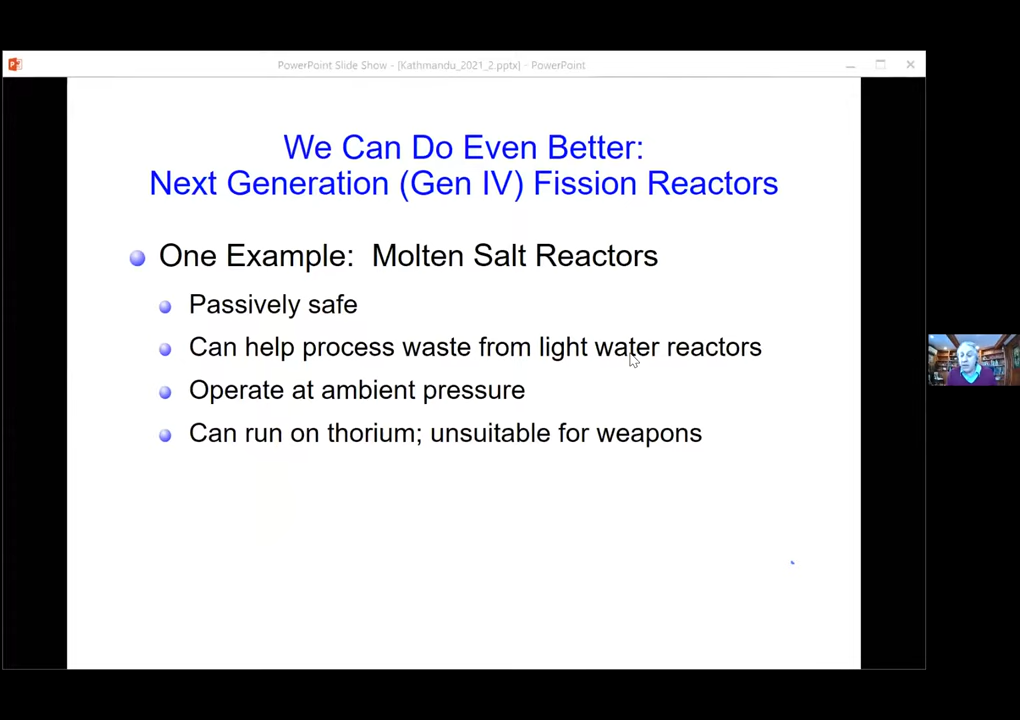 PowerPoint Slide Show - [Kathmandu_2021_2.pptx] - PowerPoint
We Can Do Even Better:
Next Generation (Gen IV) Fission Reactors
One Example: Molten Salt Reactors
Passively safe
Can help process waste from light water reactors
Operate at ambient pressure
Can run on thorium; unsuitable for weapons